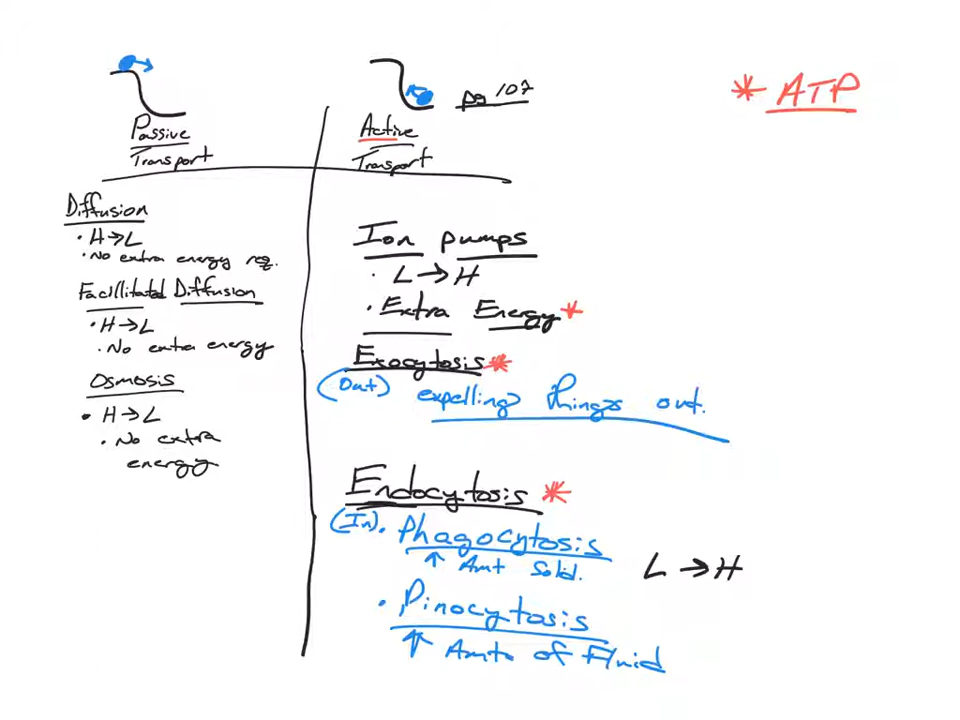 pg 107
* ATP
Passive
Transport
Active
Transport
Diffusion
• H→L
• No extra energy req.
Facillitated Diffusion
• H→L
• No extra energy
Osmosis
• H→L
• No extra
energy
Ion pumps
• L→H
• Extra Energy *
Exocytosis *
(Out) expelling things out.
Endocytosis *
(In) • Phagocytosis
↑ Amt Solid.
L→H
• Pinocytosis
↑ Amts of Fluid